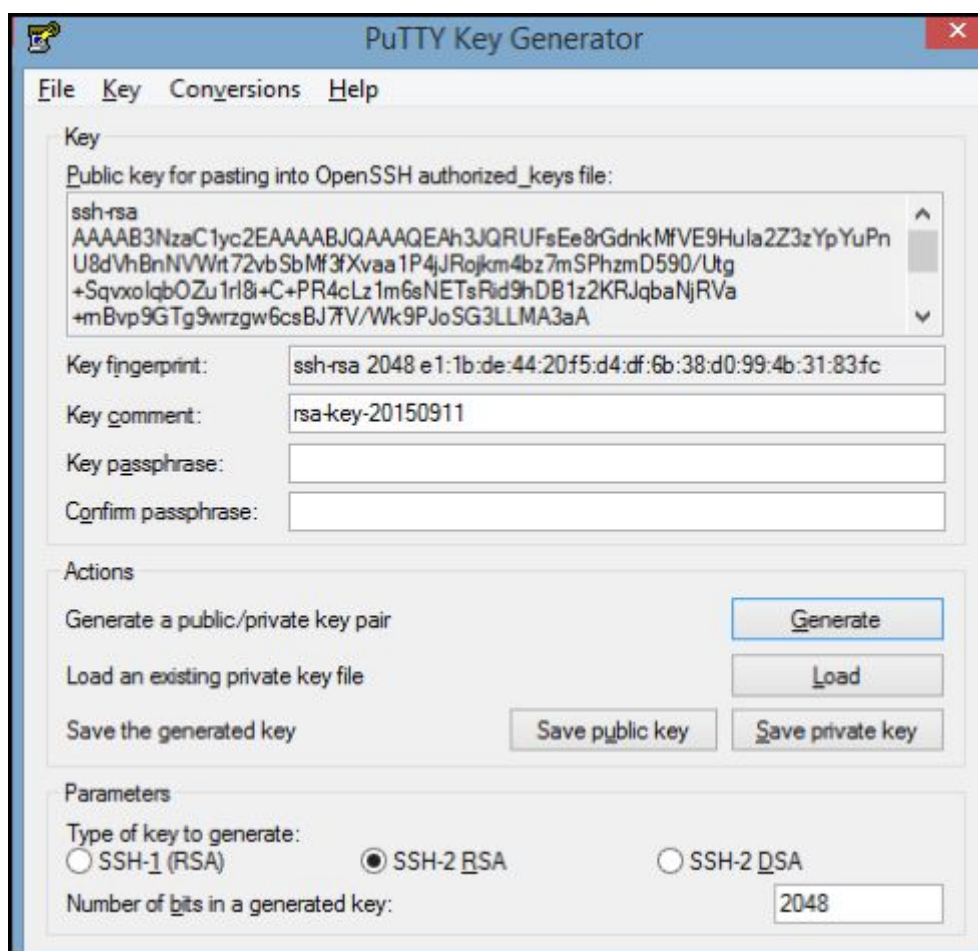 PuTTY Key Generator
File Key Conversions Help
Key
Public key for pasting into OpenSSH authorized_keys file:
ssh-rsa
AAAAB3NzaC1yc2EAAAABJQAAAQEAh3JQRUFsEe8rGdnkMfVE9Hula2Z3zYpYuPn
U8dVhBnNVWrt72vbSbMf3fXvaa1P4jJRojkm4bz7mSPhzmD590/Utg
+SqvxolqbOZu1rI8i+C+PR4cLz1m6sNETsRid9hDB1z2KRJqbaNjRVa
+mBvp9GTg9wrzgw6csBJ7fV/Wk9PJoSG3LLMA3aA
Key fingerprint: ssh-rsa 2048 e1:1b:de:44:20:f5:d4:df:6b:38:d0:99:4b:31:83:fc
Key comment: rsa-key-20150911
Key passphrase:
Confirm passphrase:
Actions
Generate a public/private key pair Generate
Load an existing private key file Load
Save the generated key Save public key Save private key
Parameters
Type of key to generate:
SSH-1 (RSA) SSH-2 RSA SSH-2 DSA
Number of bits in a generated key: 2048